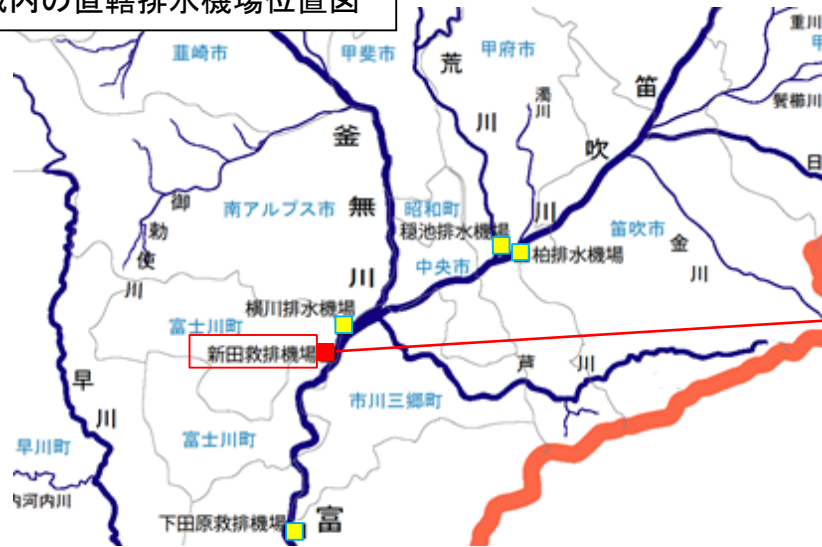 内の直轄排水機場位置図
韮崎市
甲斐市
荒川
甲府市
重川
濁川
笛吹川
鬢櫛川
日
釜無川
御勅使川
南アルプス市
昭和町
穏池排水機場
柏排水機場
笛吹市
金川
中央市
横川排水機場
富士川町
新田救排機場
芦川
早川
市川三郷町
富士川町
早川町
内河内川
下田原救排機場
富